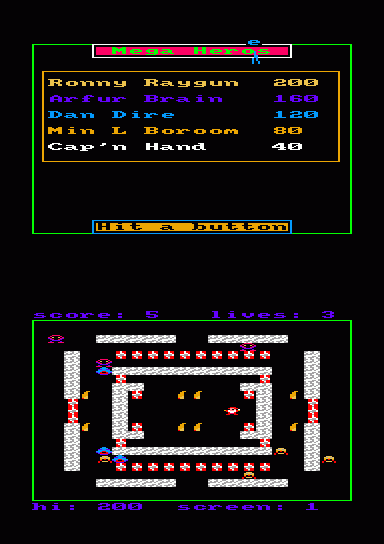 Mega Heros
Ronny Raygun 200
Arfur Brain 160
Dan Dire 120
Min L Boroom 80
Cap'n Hand 40
Hit a button
score: 5 lives: 3
hi: 200 screen: 1